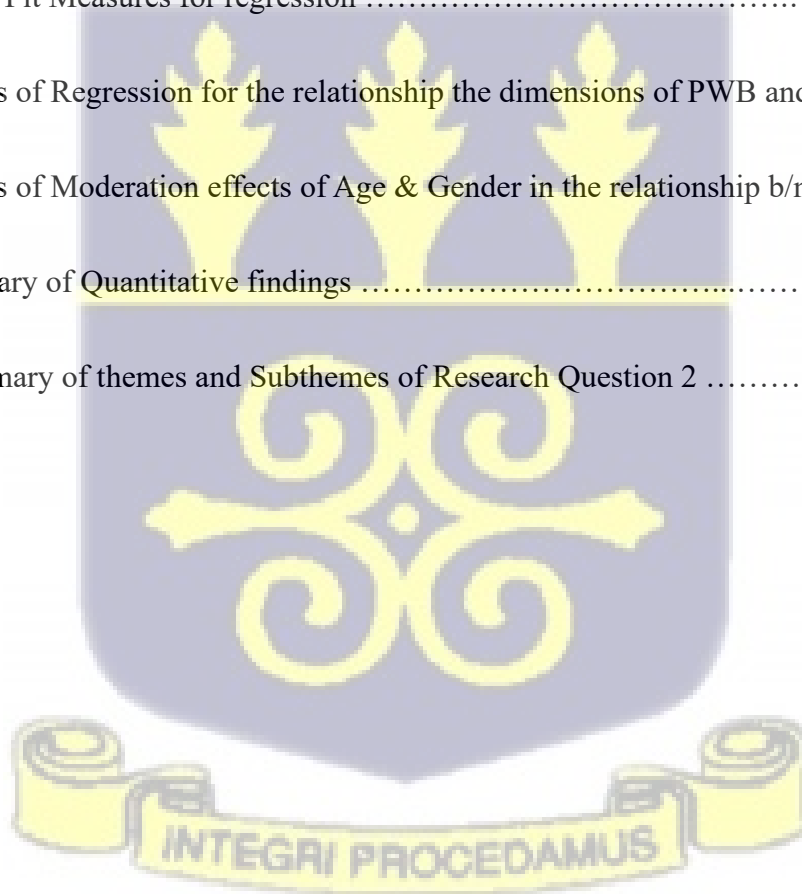 Fit Measures for regression ……………………………………..
s of Regression for the relationship the dimensions of PWB and
s of Moderation effects of Age & Gender in the relationship b/n
ary of Quantitative findings ……………………………...……
mary of themes and Subthemes of Research Question 2 ………
INTEGRI PROCEDAMUS